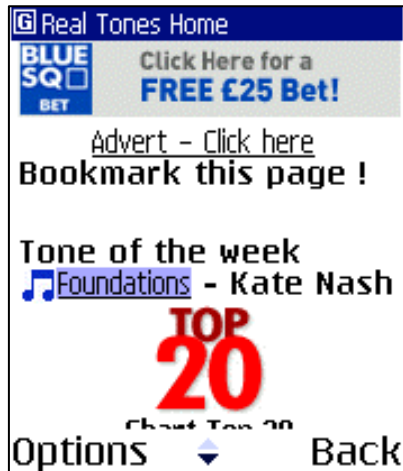 G Real Tones Home
BLUE
SQ
BET
Click Here for a
FREE £25 Bet!
Advert - Click here
Bookmark this page !
Tone of the week
Foundations - Kate Nash
TOP
20
Chart Top 20
Options
Back